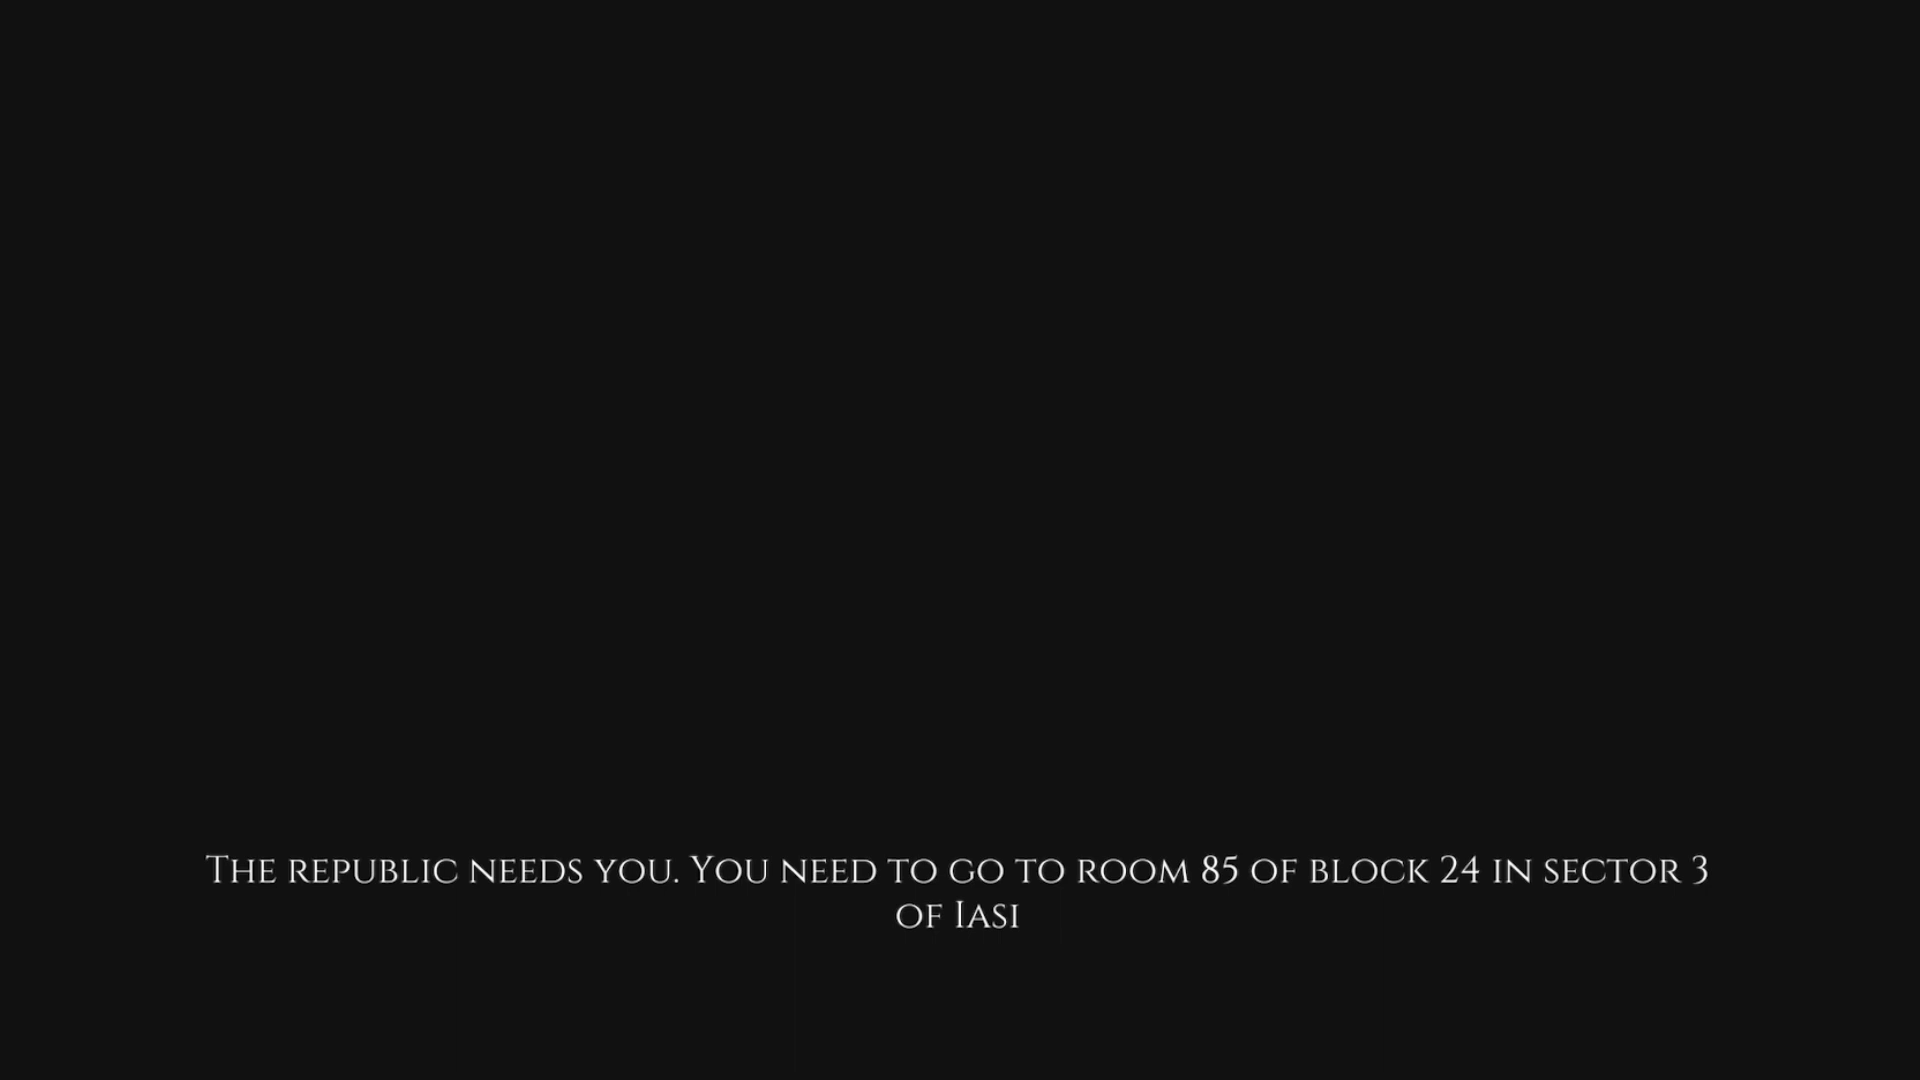 The republic needs you. You need to go to room 85 of block 24 in sector 3
of Iasi